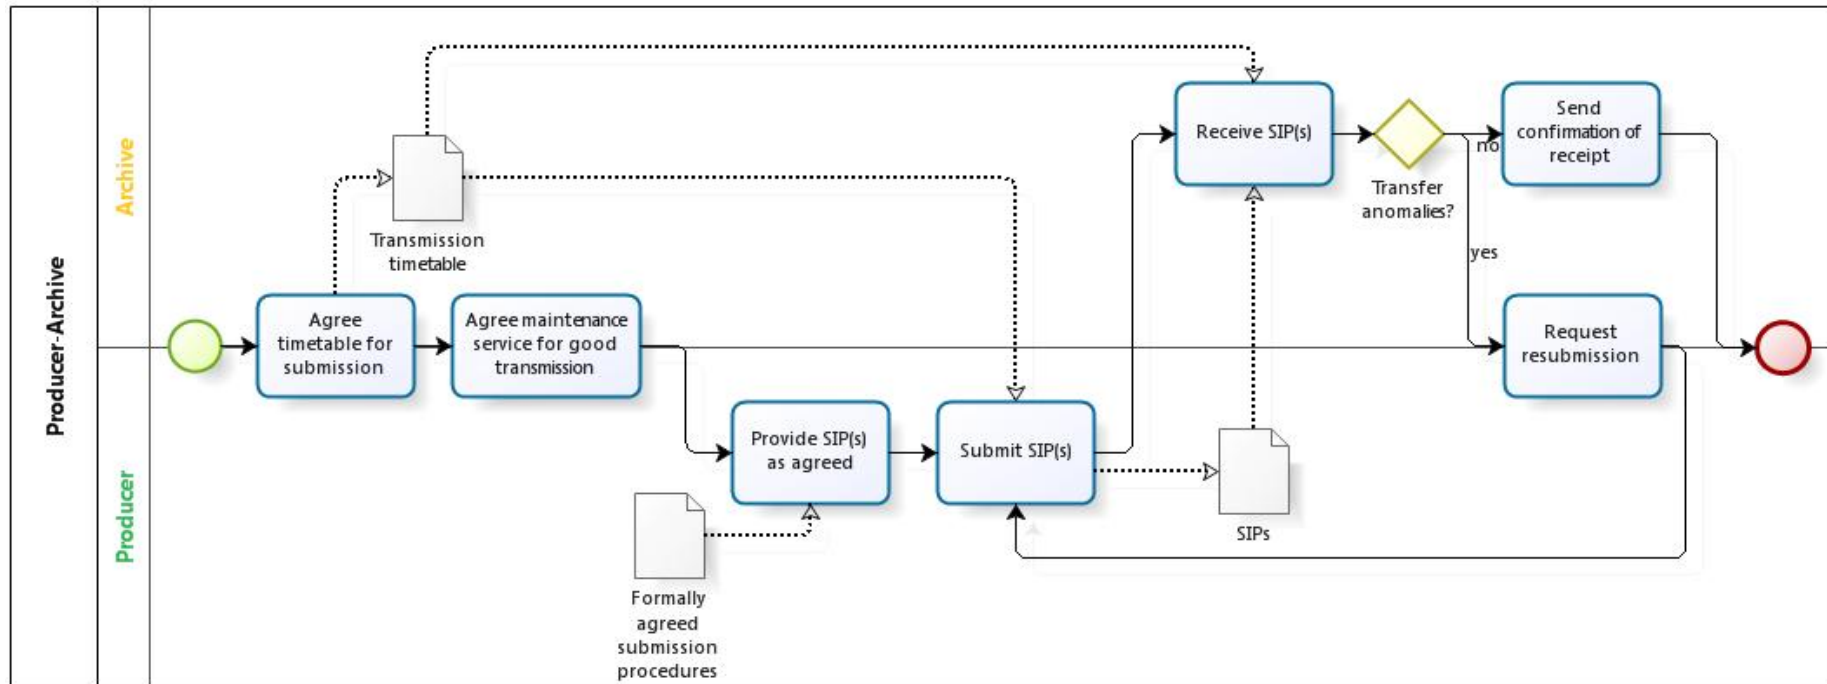 Producer-Archive
Archive
Producer
Transmission
timetable
Agree
timetable for
submission
Agree maintenance
service for good
transmission
Provide SIP(s)
as agreed
Formally
agreed
submission
procedures
Submit SIP(s)
SIPs
Receive SIP(s)
Transfer
anomalies?
no
yes
Send
confirmation of
receipt
Request
resubmission